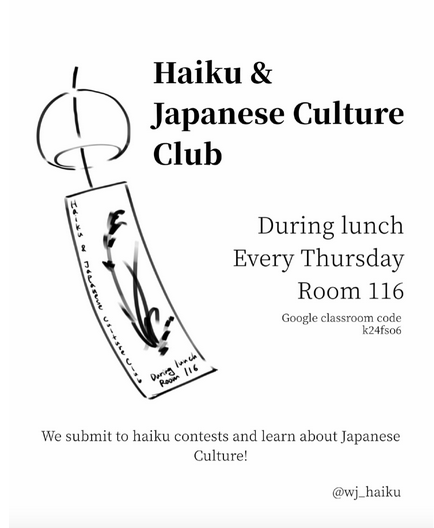 Haiku &
Japanese Culture
Club
Haiku & Japanese Culture Club
During lunch
Room 116
During lunch
Every Thursday
Room 116
Google classroom code
k24fso6
We submit to haiku contests and learn about Japanese
Culture!
@wj_haiku